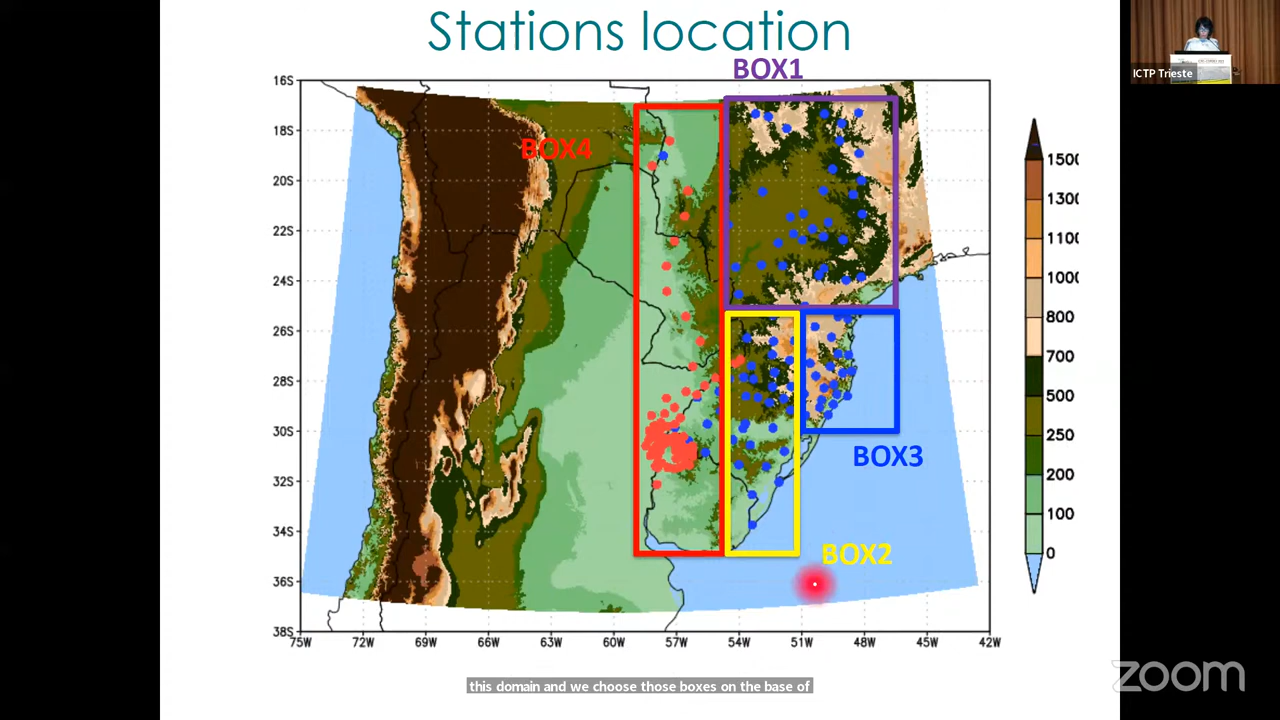 Stations location
BOX1
ICTP Trieste
16S
18S
BOX4
20S
22S
24S
26S
28S
30S
BOX3
32S
34S
BOX2
36S
38S
75W 72W 69W 66W 63W 60W 57W 54W 51W 48W 45W 42W
1500
1300
1100
1000
800
700
500
250
200
100
0
this domain and we choose those boxes on the base of
zoom